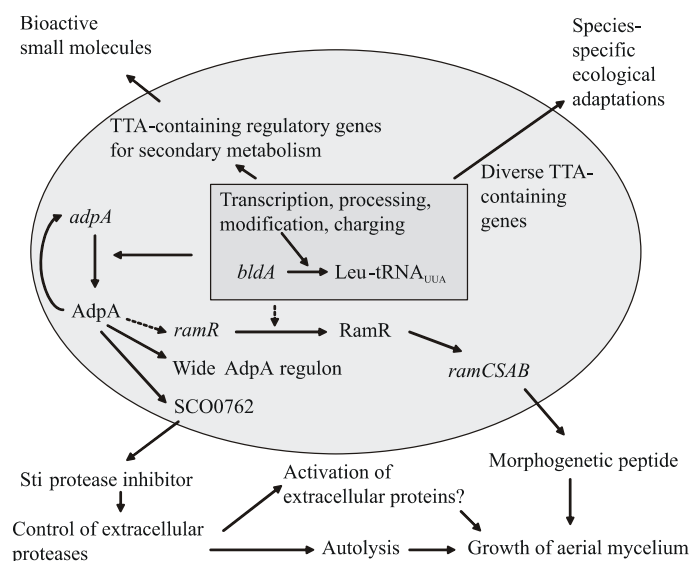 Bioactive
small molecules
Species-
specific
ecological
adaptations
TTA-containing regulatory genes
for secondary metabolism
Diverse TTA-
containing
genes
Transcription, processing,
modification, charging
bldA
Leu-tRNAUUA
adpA
AdpA
ramR
RamR
ramCSAB
Wide AdpA regulon
SCO0762
Sti protease inhibitor
Activation of
extracellular proteins?
Morphogenetic peptide
Control of extracellular
proteases
Autolysis
Growth of aerial mycelium